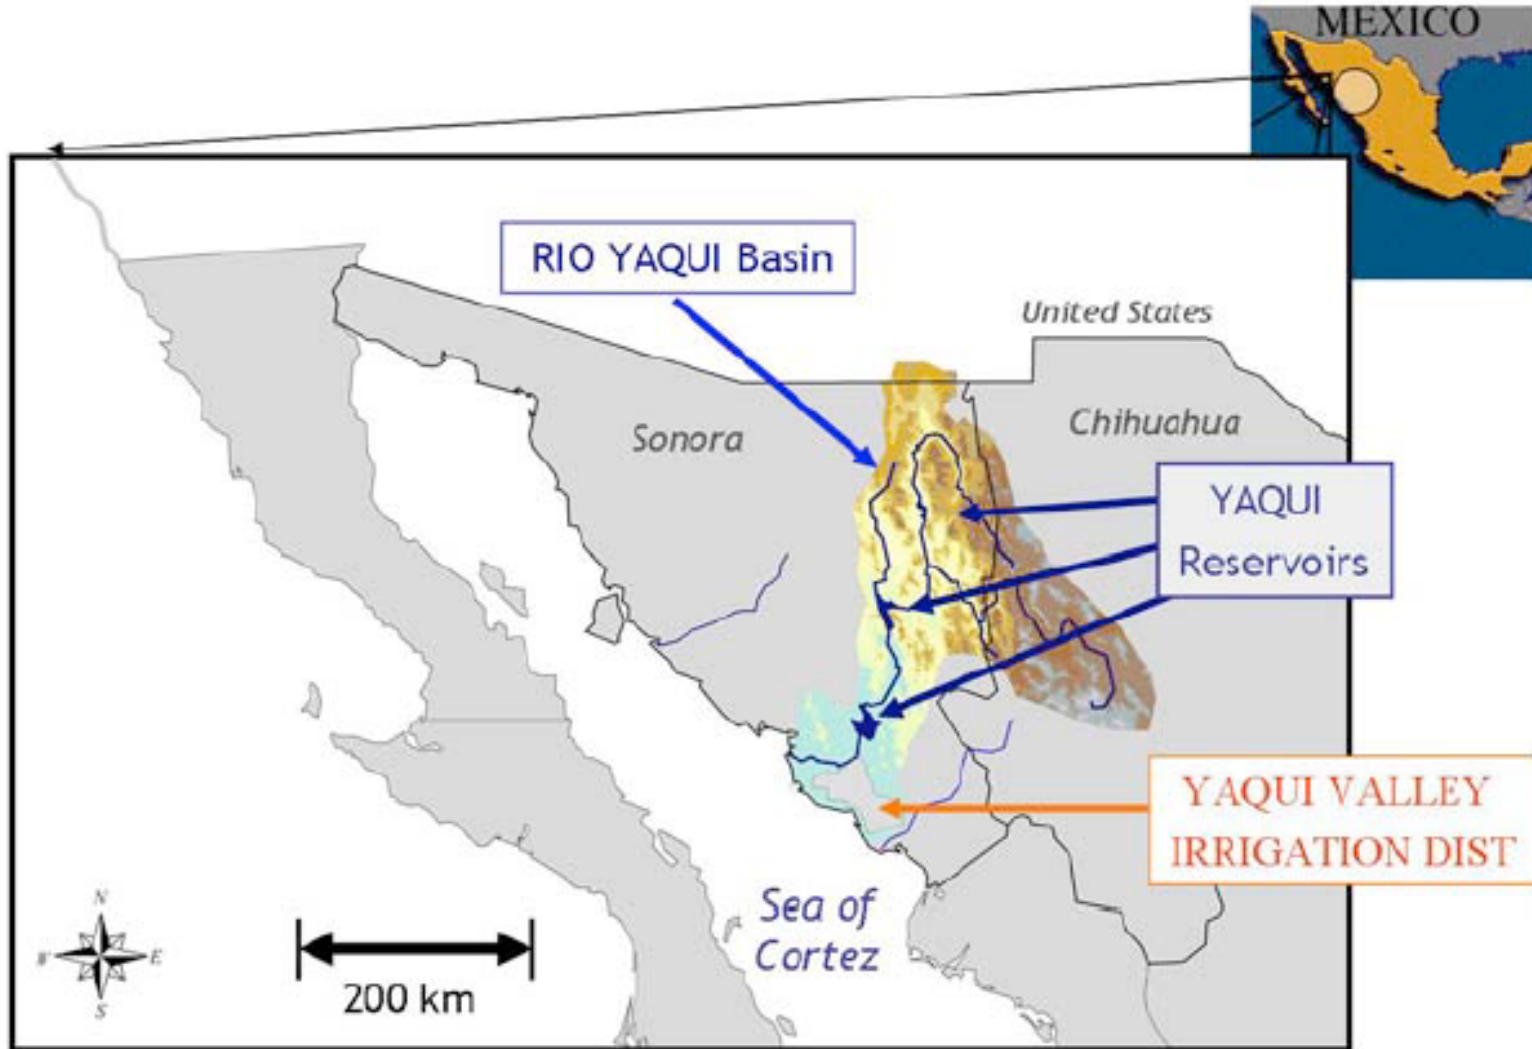 MEXICO
RIO YAQUI Basin
United States
Sonora
Chihuahua
YAQUI
Reservoirs
YAQUI VALLEY
IRRIGATION DIST
Sea of
Cortez
N
W
E
S
200 km